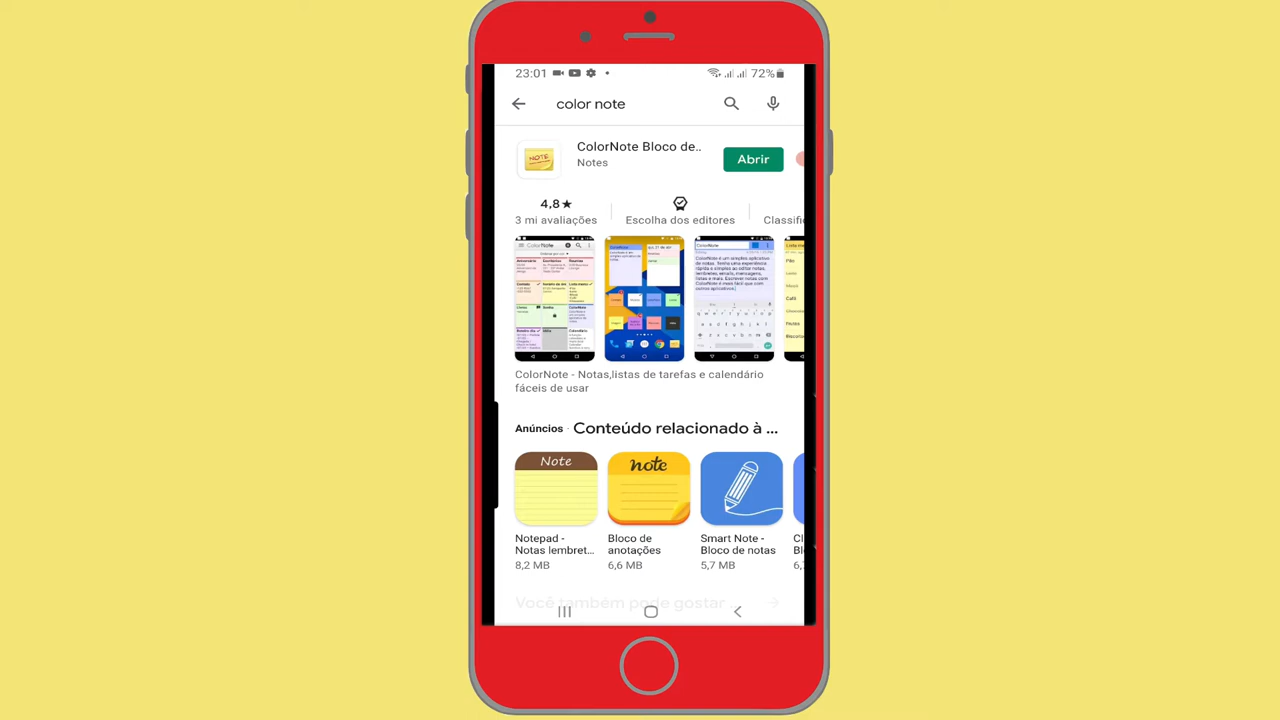 23:01
72%
color note
NOTE
ColorNote Bloco de..
Notes
Abrir
4,8★
3 mi avaliações
Escolha dos editores
Classifi
ColorNote - Notas,listas de tarefas e calendário
fáceis de usar
Anúncios · Conteúdo relacionado à ...
Note
note
Notepad -
Notas lembret...
8,2 MB
Bloco de
anotações
6,6 MB
Smart Note -
Bloco de notas
5,7 MB
Você também pode gostar